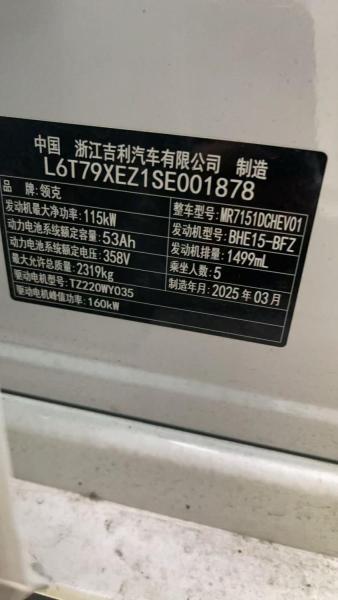 中国 浙江吉利汽车有限公司 制造
L6T79XEZ1SE001878
品 牌:领克
发动机最大净功率:115kW 整车型号:MR7151DCHEV01
动力电池系统额定容量:53Ah 发动机型号:BHE15-BFZ
动力电池系统额定电压:358V 发动机排量:1499mL
最大允许总质量:2319kg 乘坐人数:5
驱动电机型号:TZ220WY035 制造年月:2025年03月
驱动电机峰值功率:160kW